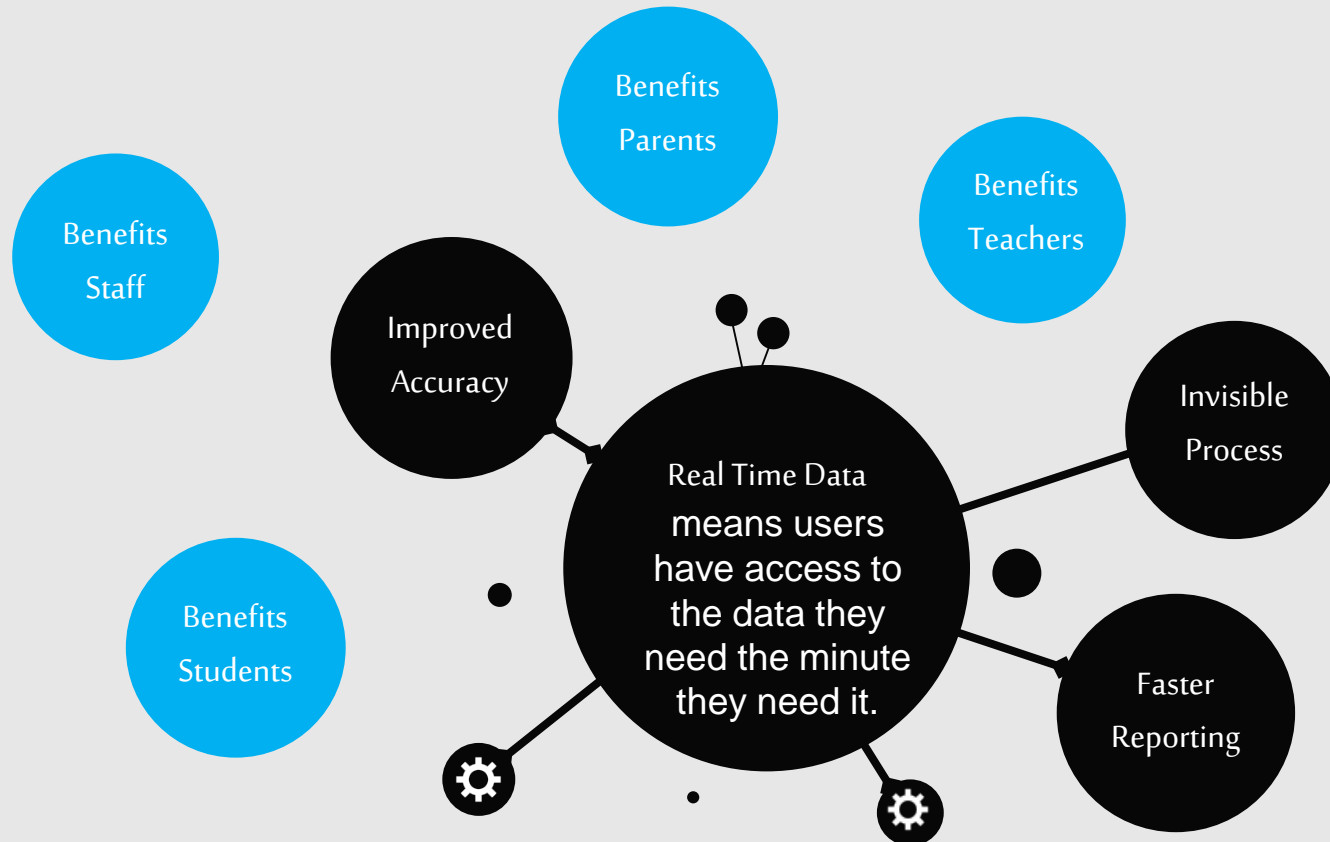 Benefits
Parents
Benefits
Teachers
Benefits
Staff
Improved
Accuracy
Invisible
Process
Real Time Data
means users
have access to
the data they
need the minute
they need it.
Benefits
Students
Faster
Reporting